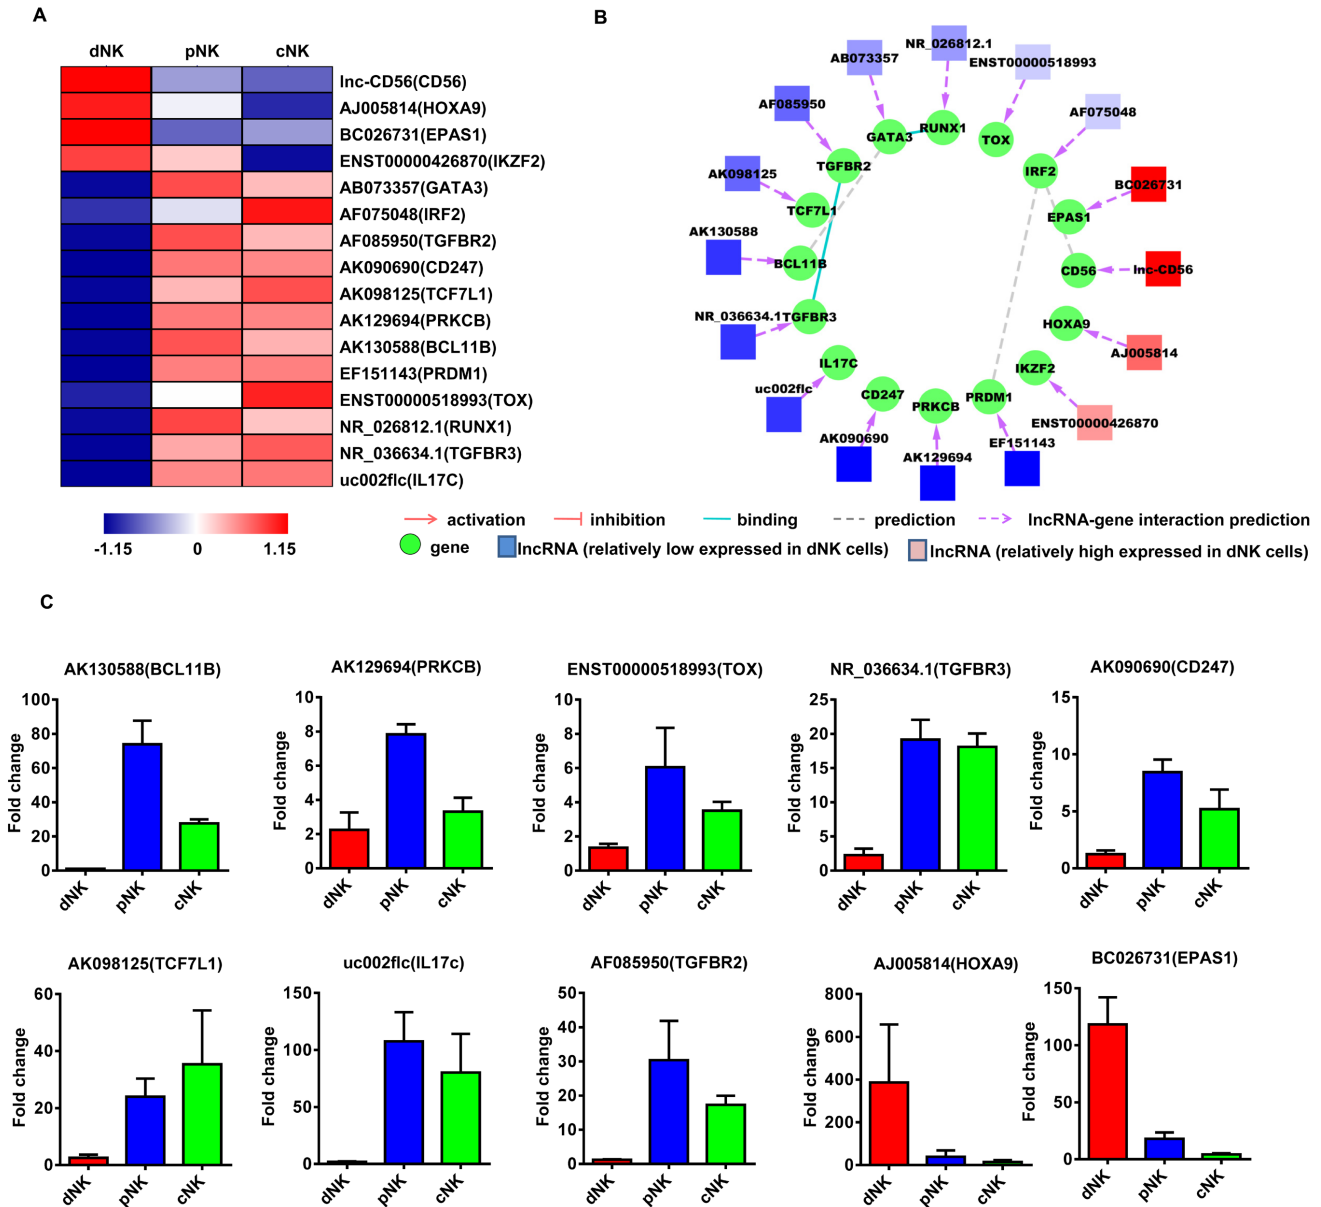 A
dNK pNK cNK
lnc-CD56(CD56)
AJ005814(HOXA9)
BC026731(EPAS1)
ENST00000426870(IKZF2)
AB073357(GATA3)
AF075048(IRF2)
AF085950(TGFBR2)
AK090690(CD247)
AK098125(TCF7L1)
AK129694(PRKCB)
AK130588(BCL11B)
EF151143(PRDM1)
ENST00000518993(TOX)
NR_026812.1(RUNX1)
NR_036634.1(TGFBR3)
uc002flc(IL17C)
-1.15 0 1.15
B
NR_026812.1
AB073357
ENST00000518993
AF085950
AF075048
GATA3
RUNX1
TOX
TGFBR2
IRF2
AK098125
BC026731
TCF7L1
EPAS1
AK130588
BCL11B
CD56
lnc-CD56
NR_036634.1
TGFBR3
HOXA9
AJ005814
IL17C
IKZF2
uc002flc
CD247
PRKCB
PRDM1
ENST00000426870
AK090690
AK129694
EF151143
activation inhibition binding prediction lncRNA-gene interaction prediction
gene lncRNA (relatively low expressed in dNK cells) lncRNA (relatively high expressed in dNK cells)
C
AK130588(BCL11B)
Fold change
100
80
60
40
20
0
dNK pNK cNK
AK129694(PRKCB)
Fold change
10
8
6
4
2
0
dNK pNK cNK
ENST00000518993(TOX)
Fold change
10
8
6
4
2
0
dNK pNK cNK
NR_036634.1(TGFBR3)
Fold change
25
20
15
10
5
0
dNK pNK cNK
AK090690(CD247)
Fold change
15
10
5
0
dNK pNK cNK
AK098125(TCF7L1)
Fold change
60
40
20
0
dNK pNK cNK
uc002flc(IL17c)
Fold change
150
100
50
0
dNK pNK cNK
AF085950(TGFBR2)
Fold change
50
40
30
20
10
0
dNK pNK cNK
AJ005814(HOXA9)
Fold change
800
600
400
200
0
dNK pNK cNK
BC026731(EPAS1)
Fold change
150
100
50
0
dNK pNK cNK